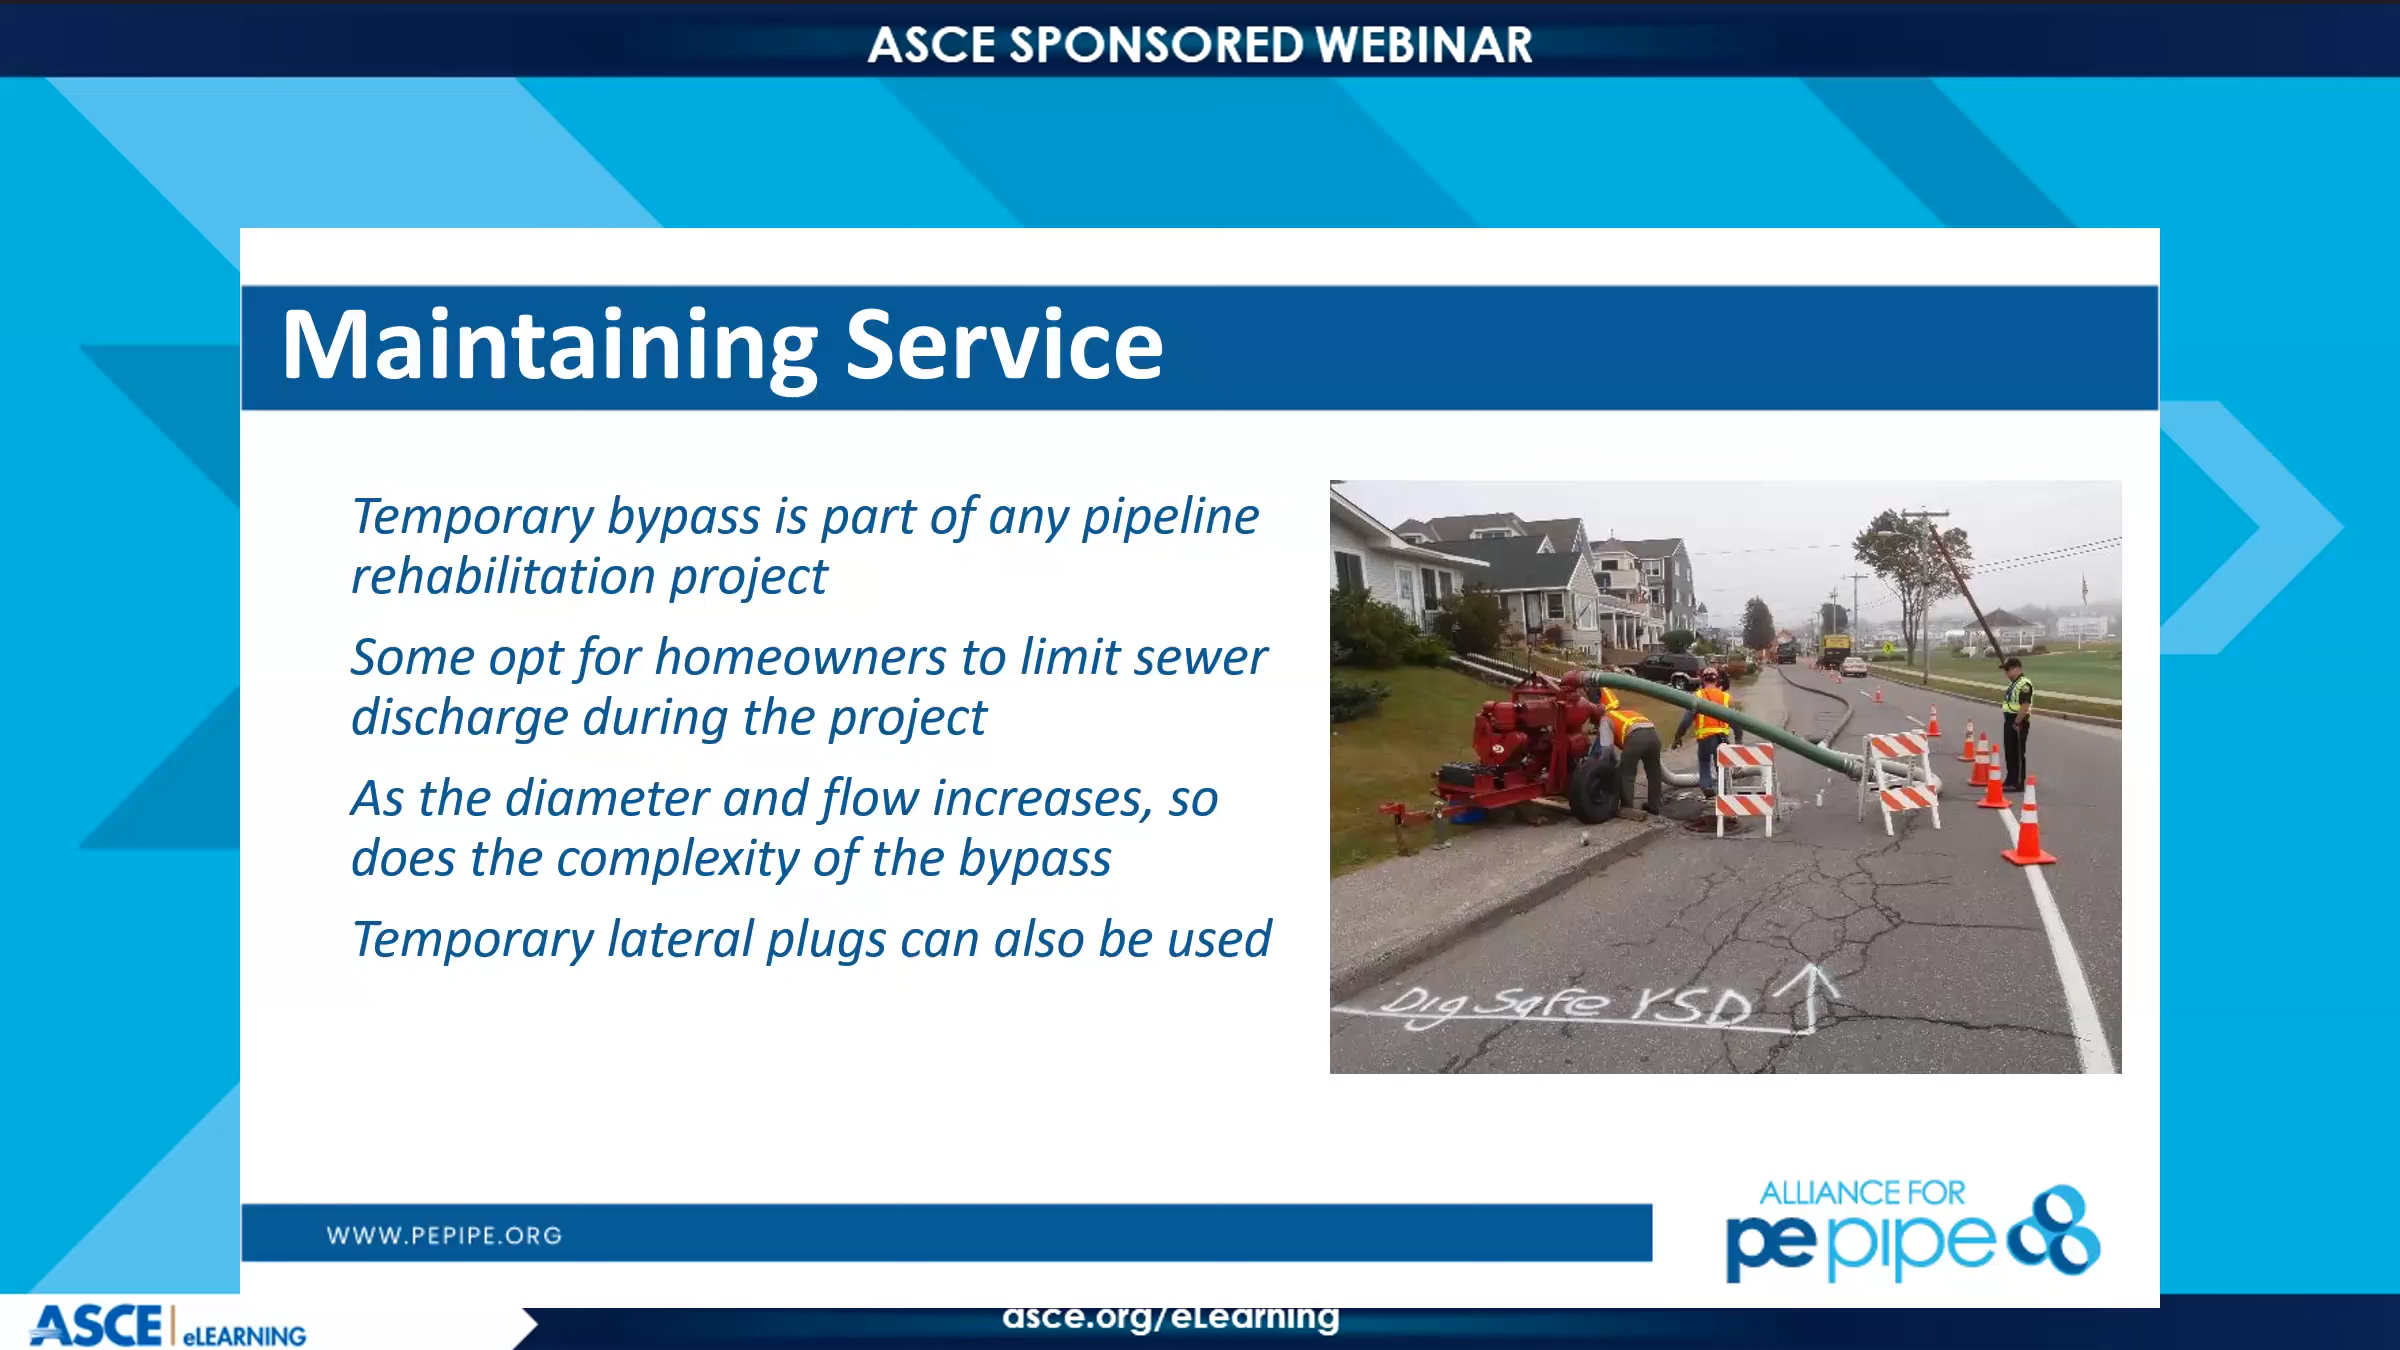 ASCE SPONSORED WEBINAR
Maintaining Service
Temporary bypass is part of any pipeline
rehabilitation project
Some opt for homeowners to limit sewer
discharge during the project
As the diameter and flow increases, so
does the complexity of the bypass
Temporary lateral plugs can also be used
Dig Safe YSD
WWW.PEPIPE.ORG
ALLIANCE FOR
pepipe
ASCE eLEARNING
asce.org/eLearning